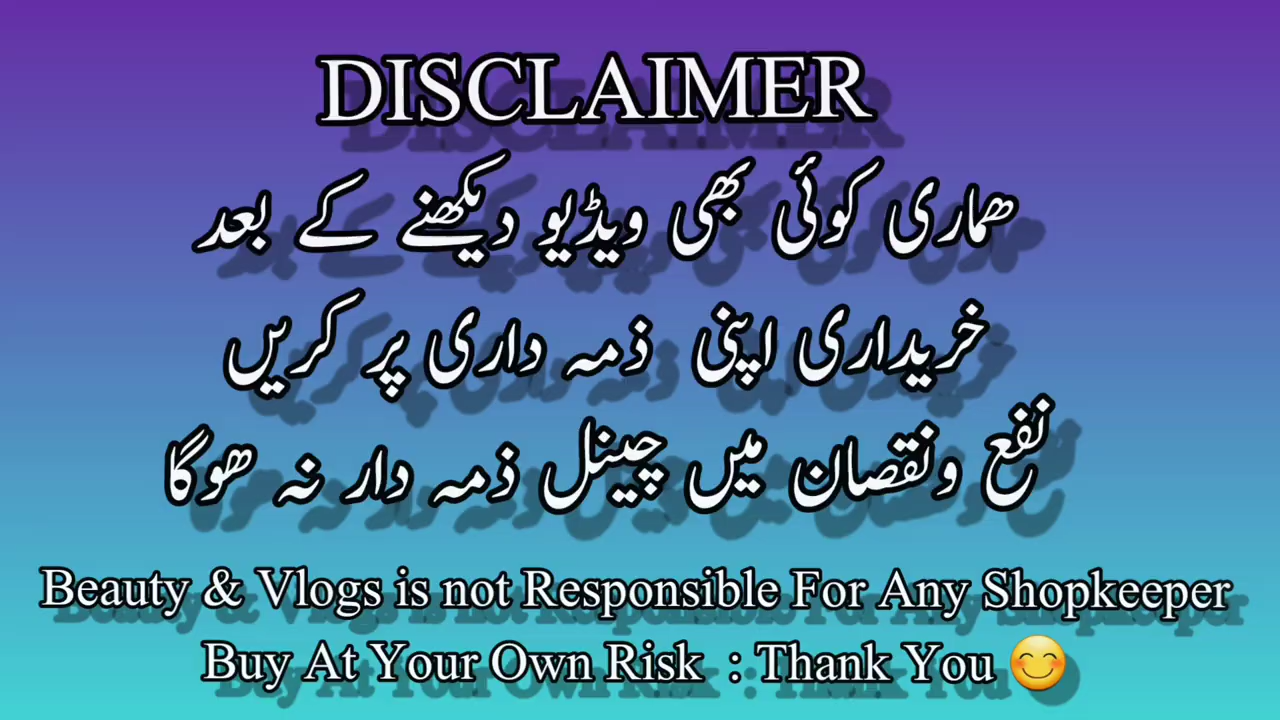 DISCLAIMER
ھماری کوئی بھی ویڈیو دیکھنے کے بعد
خریداری اپنی ذمہ داری پر کریں
نفع ونقصان میں چینل ذمہ دار نہ ھوگا
Beauty & Vlogs is not Responsible For Any Shopkeeper
Buy At Your Own Risk : Thank You 😊